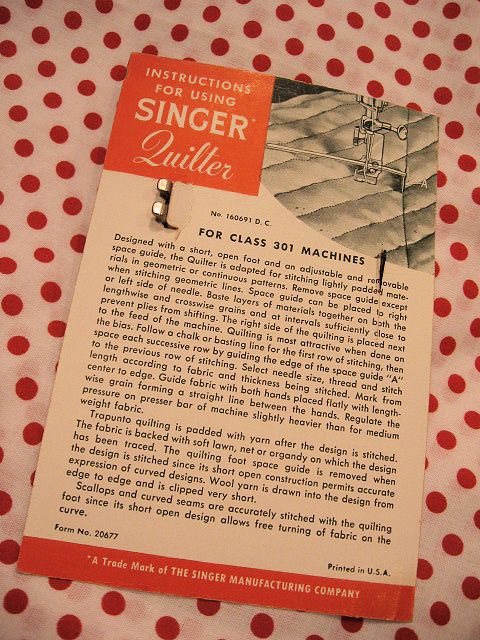 INSTRUCTIONS
FOR USING
SINGER*
Quilter
A
No. 160691 D. C.
FOR CLASS 301 MACHINES
Designed with a short, open foot and an adjustable and removable
space guide, the Quilter is adapted for stitching lightly padded mate-
rials in geometric or continuous patterns. Remove space guide except
when stitching geometric lines. Space guide can be placed to right
or left side of needle. Baste layers of materials together on both the
lengthwise and crosswise grains and at intervals sufficiently close to
prevent plies from shifting. The right side of the quilting is placed next
to the feed of the machine. Quilting is most attractive when done on
the bias. Follow a chalk or basting line for the first row of stitching, then
space each successive row by guiding the edge of the space guide "A"
to the previous row of stitching. Select needle size, thread and stitch
length according to fabric and thickness being stitched. Mark from
center to edge. Guide fabric with both hands placed flatly with length-
wise grain forming a straight line between the hands. Regulate the
pressure on presser bar of machine slightly heavier than for medium
weight fabric.
Trapunto quilting is padded with yarn after the design is stitched.
The fabric is backed with soft lawn, net or organdy on which the design
has been traced. The quilting foot space guide is removed when
the design is stitched since its short open construction permits accurate
expression of curved designs. Wool yarn is drawn into the design from
edge to edge and is clipped very short.
Scallops and curved seams are accurately stitched with the quilting
foot since its short open design allows free turning of fabric on the
curve.
Form No. 20677
Printed in U.S.A.
*A Trade Mark of THE SINGER MANUFACTURING COMPANY